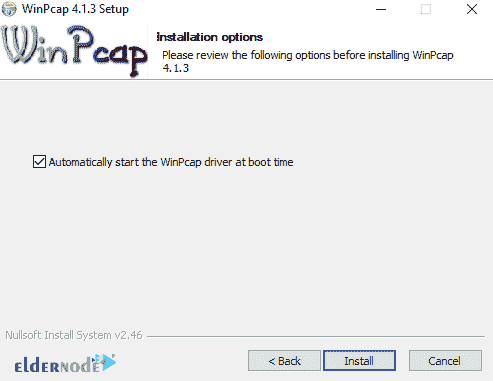 WinPcap 4.1.3 Setup
WinPcap
Installation options
Please review the following options before installing WinPcap
4.1.3
Automatically start the WinPcap driver at boot time
Nullsoft Install System v2.46
elderNode
< Back
Install
Cancel